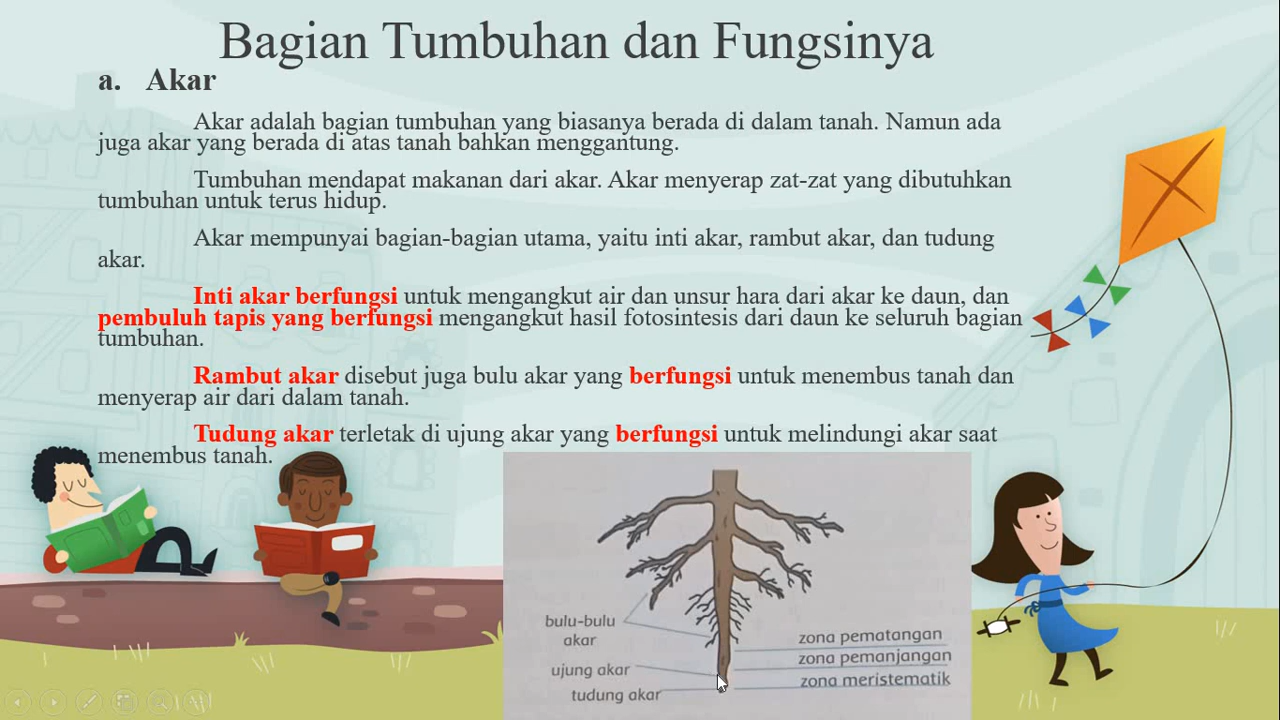 Bagian Tumbuhan dan Fungsinya
a. Akar
Akar adalah bagian tumbuhan yang biasanya berada di dalam tanah. Namun ada
juga akar yang berada di atas tanah bahkan menggantung.
Tumbuhan mendapat makanan dari akar. Akar menyerap zat-zat yang dibutuhkan
tumbuhan untuk terus hidup.
Akar mempunyai bagian-bagian utama, yaitu inti akar, rambut akar, dan tudung
akar.
Inti akar berfungsi untuk mengangkut air dan unsur hara dari akar ke daun, dan
pembuluh tapis yang berfungsi mengangkut hasil fotosintesis dari daun ke seluruh bagian
tumbuhan.
Rambut akar disebut juga bulu akar yang berfungsi untuk menembus tanah dan
menyerap air dari dalam tanah.
Tudung akar terletak di ujung akar yang berfungsi untuk melindungi akar saat
menembus tanah.
bulu-bulu
akar
ujung akar
tudung akar
zona pematangan
zona pemanjangan
zona meristematik